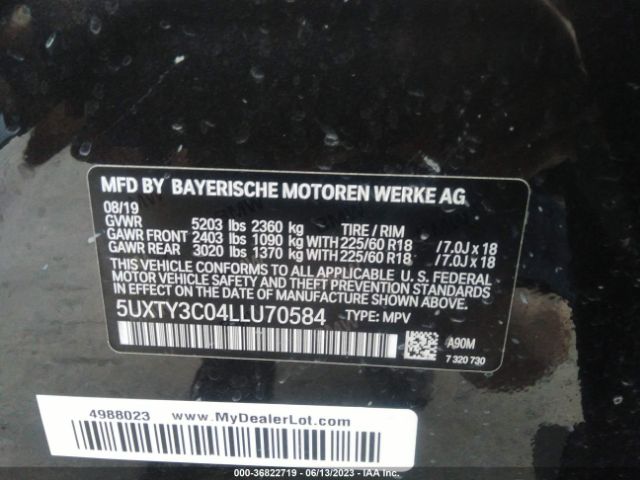 MFD BY BAYERISCHE MOTOREN WERKE AG
08/19
GVWR 5203 lbs 2360 kg TIRE / RIM
GAWR FRONT 2403 lbs 1090 kg WITH 225/60 R18 /7.0J x 18
GAWR REAR 3020 lbs 1370 kg WITH 225/60 R18 /7.0J x 18
THIS VEHICLE CONFORMS TO ALL APPLICABLE U. S. FEDERAL
MOTOR VEHICLE SAFETY AND THEFT PREVENTION STANDARDS
IN EFFECT ON THE DATE OF MANUFACTURE SHOWN ABOVE.
5UXTY3C04LLU70584 TYPE: MPV
A90M
7 320 730
4988023 www.MyDealerLot.com
000-36822719 - 06/13/2023 - IAA Inc.